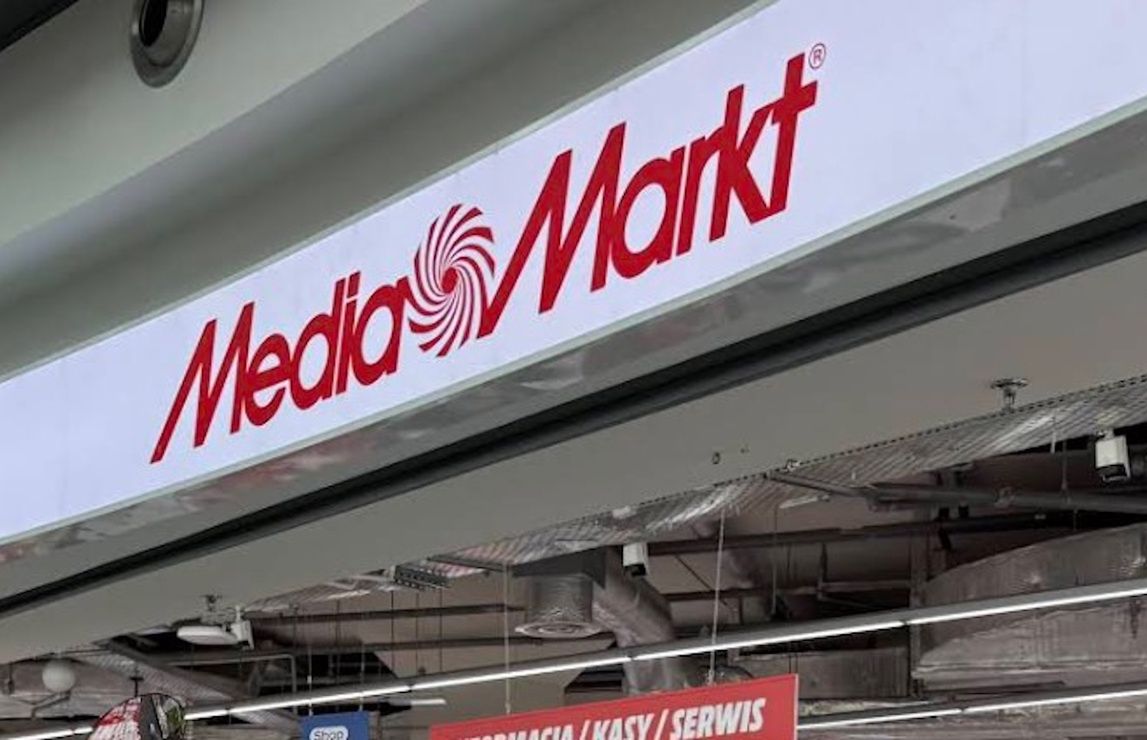 MediaMarkt®
INFORMACJA / KASY / SERWIS
Shop